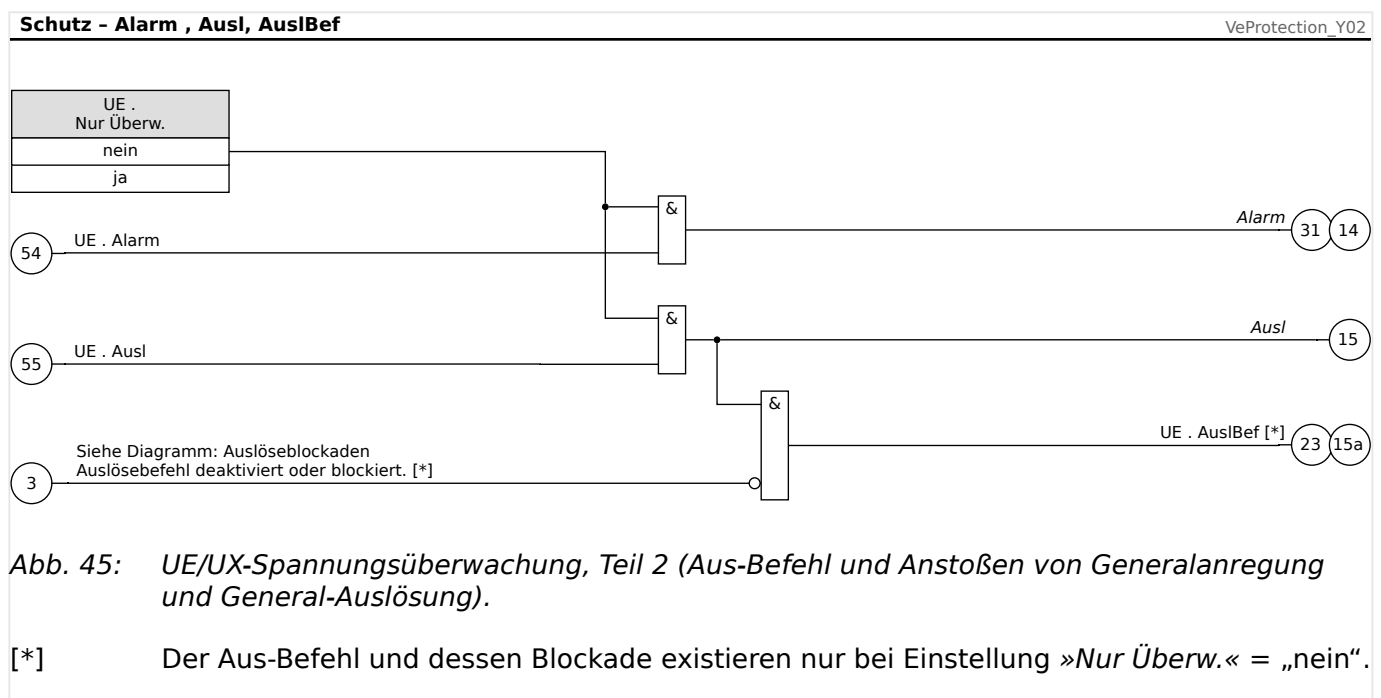 Schutz – Alarm , Ausl, AuslBef
VeProtection_Y02
UE .
Nur Überw.
nein
ja
&
Alarm
31 14
54
UE . Alarm
&
Ausl
15
55
UE . Ausl
&
UE . AuslBef [*]
23 15a
Siehe Diagramm: Auslöseblockaden
Auslösebefehl deaktiviert oder blockiert. [*]
3
Abb. 45: UE/UX-Spannungsüberwachung, Teil 2 (Aus-Befehl und Anstoßen von Generalanregung
und General-Auslösung).
[*] Der Aus-Befehl und dessen Blockade existieren nur bei Einstellung »Nur Überw.« = „nein“.